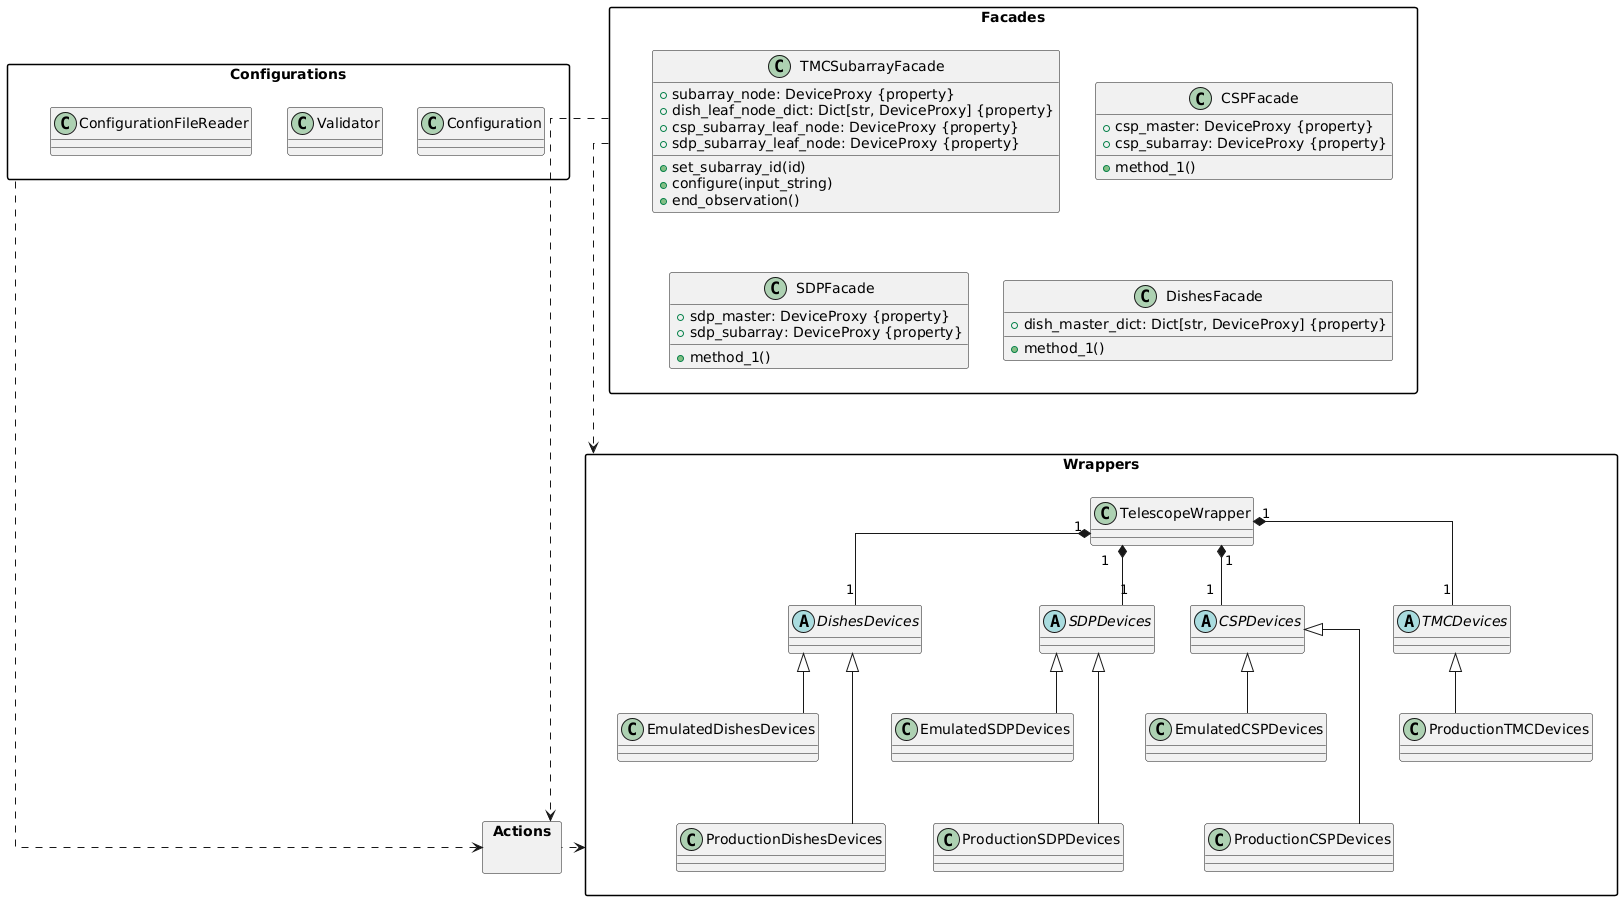 Configurations
C ConfigurationFileReader
C Validator
C Configuration
Facades
C TMCSubarrayFacade
subarray_node: DeviceProxy {property}
dish_leaf_node_dict: Dict[str, DeviceProxy] {property}
csp_subarray_leaf_node: DeviceProxy {property}
sdp_subarray_leaf_node: DeviceProxy {property}
set_subarray_id(id)
configure(input_string)
end_observation()
C CSPFacade
csp_master: DeviceProxy {property}
csp_subarray: DeviceProxy {property}
method_1()
C SDPFacade
sdp_master: DeviceProxy {property}
sdp_subarray: DeviceProxy {property}
method_1()
C DishesFacade
dish_master_dict: Dict[str, DeviceProxy] {property}
method_1()
Wrappers
C TelescopeWrapper
1
1
1
1
1
1
1
1
A DishesDevices
A SDPDevices
A CSPDevices
A TMCDevices
C EmulatedDishesDevices
C EmulatedSDPDevices
C EmulatedCSPDevices
C ProductionTMCDevices
C ProductionDishesDevices
C ProductionSDPDevices
C ProductionCSPDevices
Actions